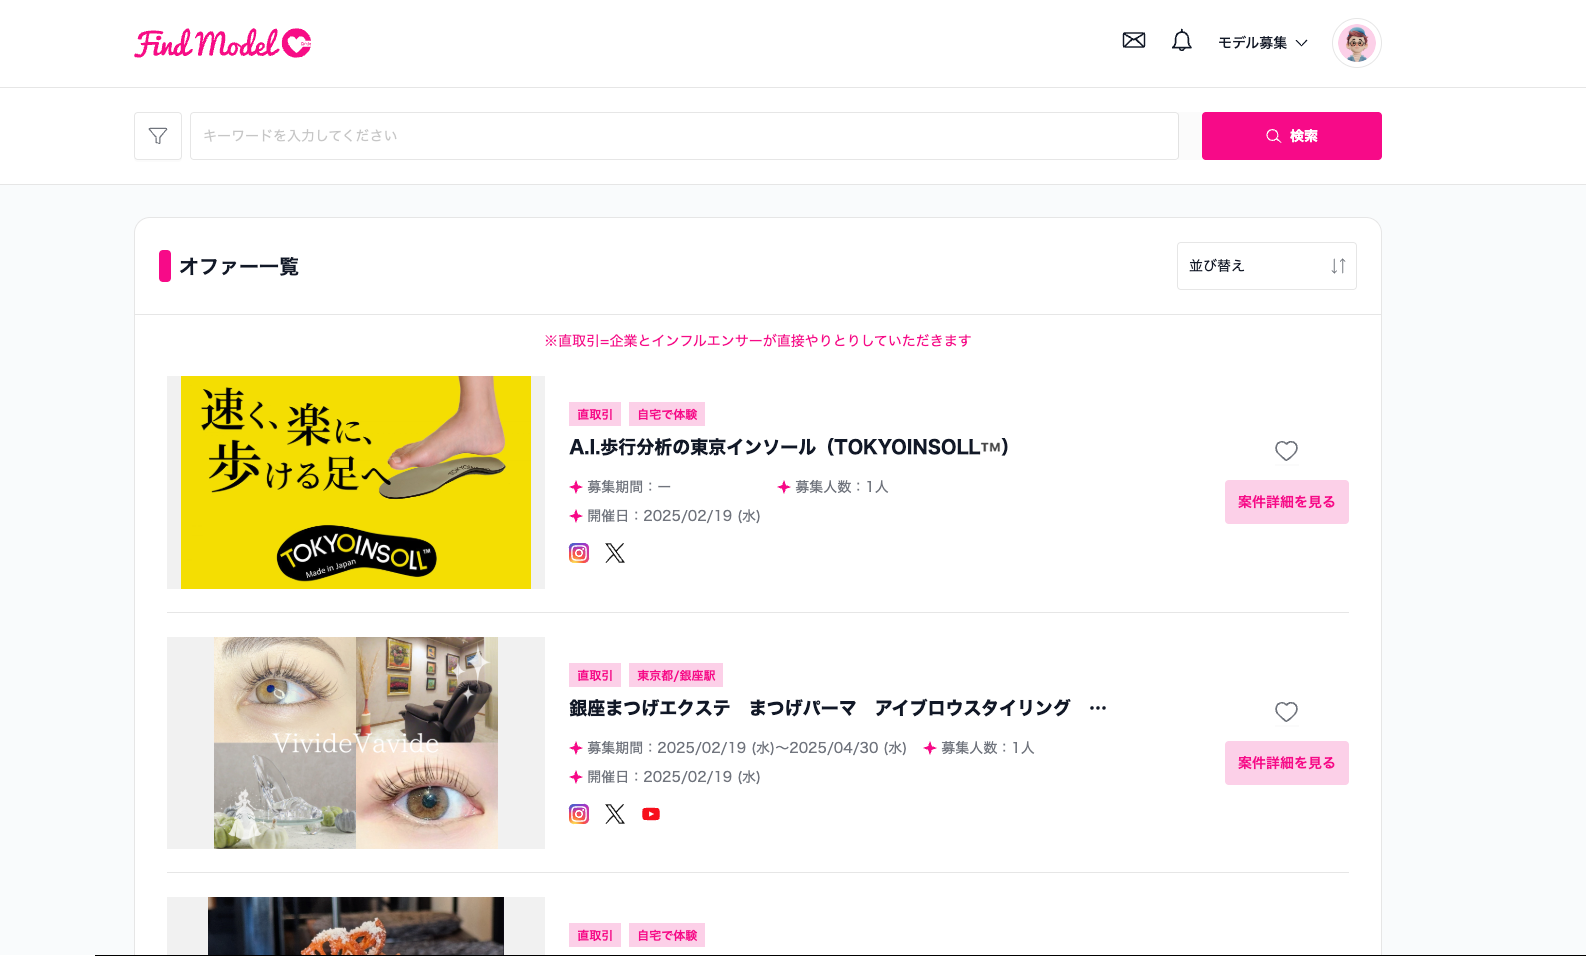 Find Model
モデル募集
キーワードを入力してください
検索
オファー一覧
並び替え
※直取引=企業とインフルエンサーが直接やりとりしていただきます
速く、楽に、
歩ける足へ
TOKYOINSOLL™
Made in Japan
直取引 自宅で体験
A.I.歩行分析の東京インソール（TOKYOINSOLL™）
募集期間：ー 募集人数：1人
開催日：2025/02/19 (水)
案件詳細を見る
VivideVavide
直取引 東京都/銀座駅
銀座まつげエクステ　まつげパーマ　アイブロウスタイリング　…
募集期間：2025/02/19 (水)〜2025/04/30 (水) 募集人数：1人
開催日：2025/02/19 (水)
案件詳細を見る
直取引 自宅で体験